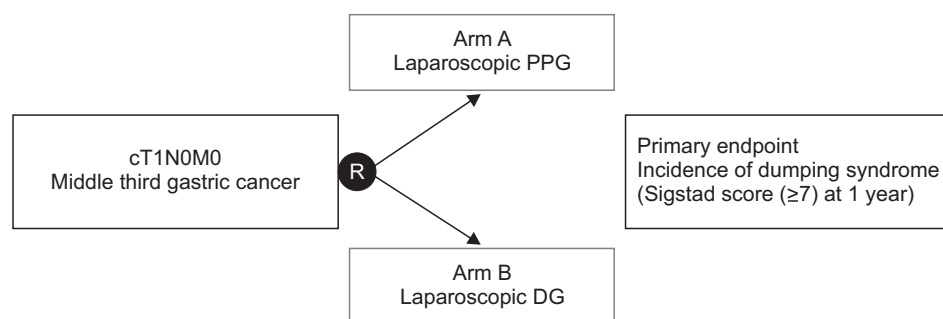 Arm A
Laparoscopic PPG
cT1N0M0
Middle third gastric cancer
R
Primary endpoint
Incidence of dumping syndrome
(Sigstad score (≥7) at 1 year)
Arm B
Laparoscopic DG